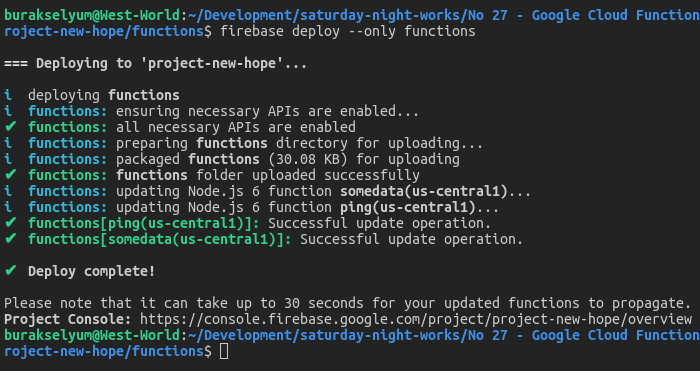 burakselyum@West-World:~/Development/saturday-night-works/No 27 - Google Cloud Function
roject-new-hope/functions$ firebase deploy --only functions
=== Deploying to 'project-new-hope'...
i  deploying functions
i  functions: ensuring necessary APIs are enabled...
✔  functions: all necessary APIs are enabled
i  functions: preparing functions directory for uploading...
i  functions: packaged functions (30.08 KB) for uploading
✔  functions: functions folder uploaded successfully
i  functions: updating Node.js 6 function somedata(us-central1)...
i  functions: updating Node.js 6 function ping(us-central1)...
✔  functions[ping(us-central1)]: Successful update operation.
✔  functions[somedata(us-central1)]: Successful update operation.
✔  Deploy complete!
Please note that it can take up to 30 seconds for your updated functions to propagate.
Project Console: https://console.firebase.google.com/project/project-new-hope/overview
burakselyum@West-World:~/Development/saturday-night-works/No 27 - Google Cloud Function
roject-new-hope/functions$